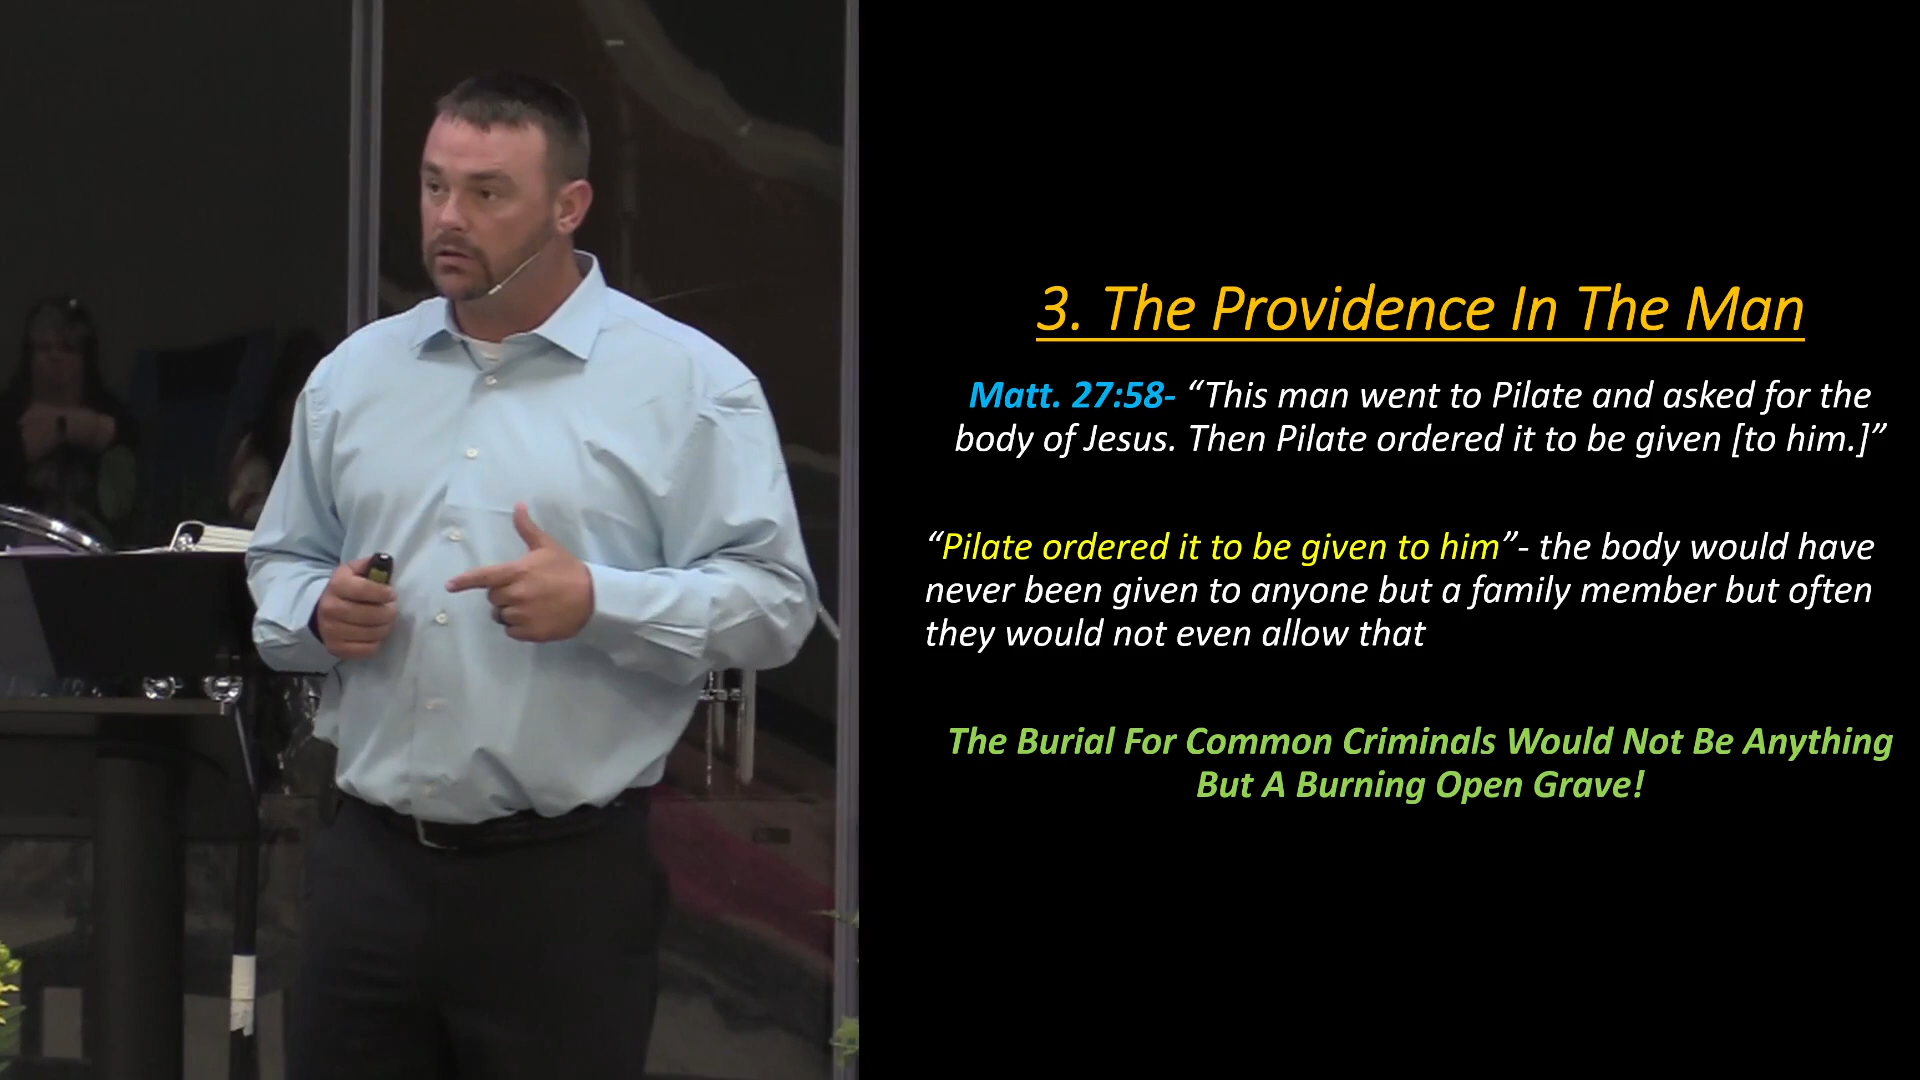 3. The Providence In The Man
Matt. 27:58- “This man went to Pilate and asked for the
body of Jesus. Then Pilate ordered it to be given [to him.]”
“Pilate ordered it to be given to him”- the body would have
never been given to anyone but a family member but often
they would not even allow that
The Burial For Common Criminals Would Not Be Anything
But A Burning Open Grave!